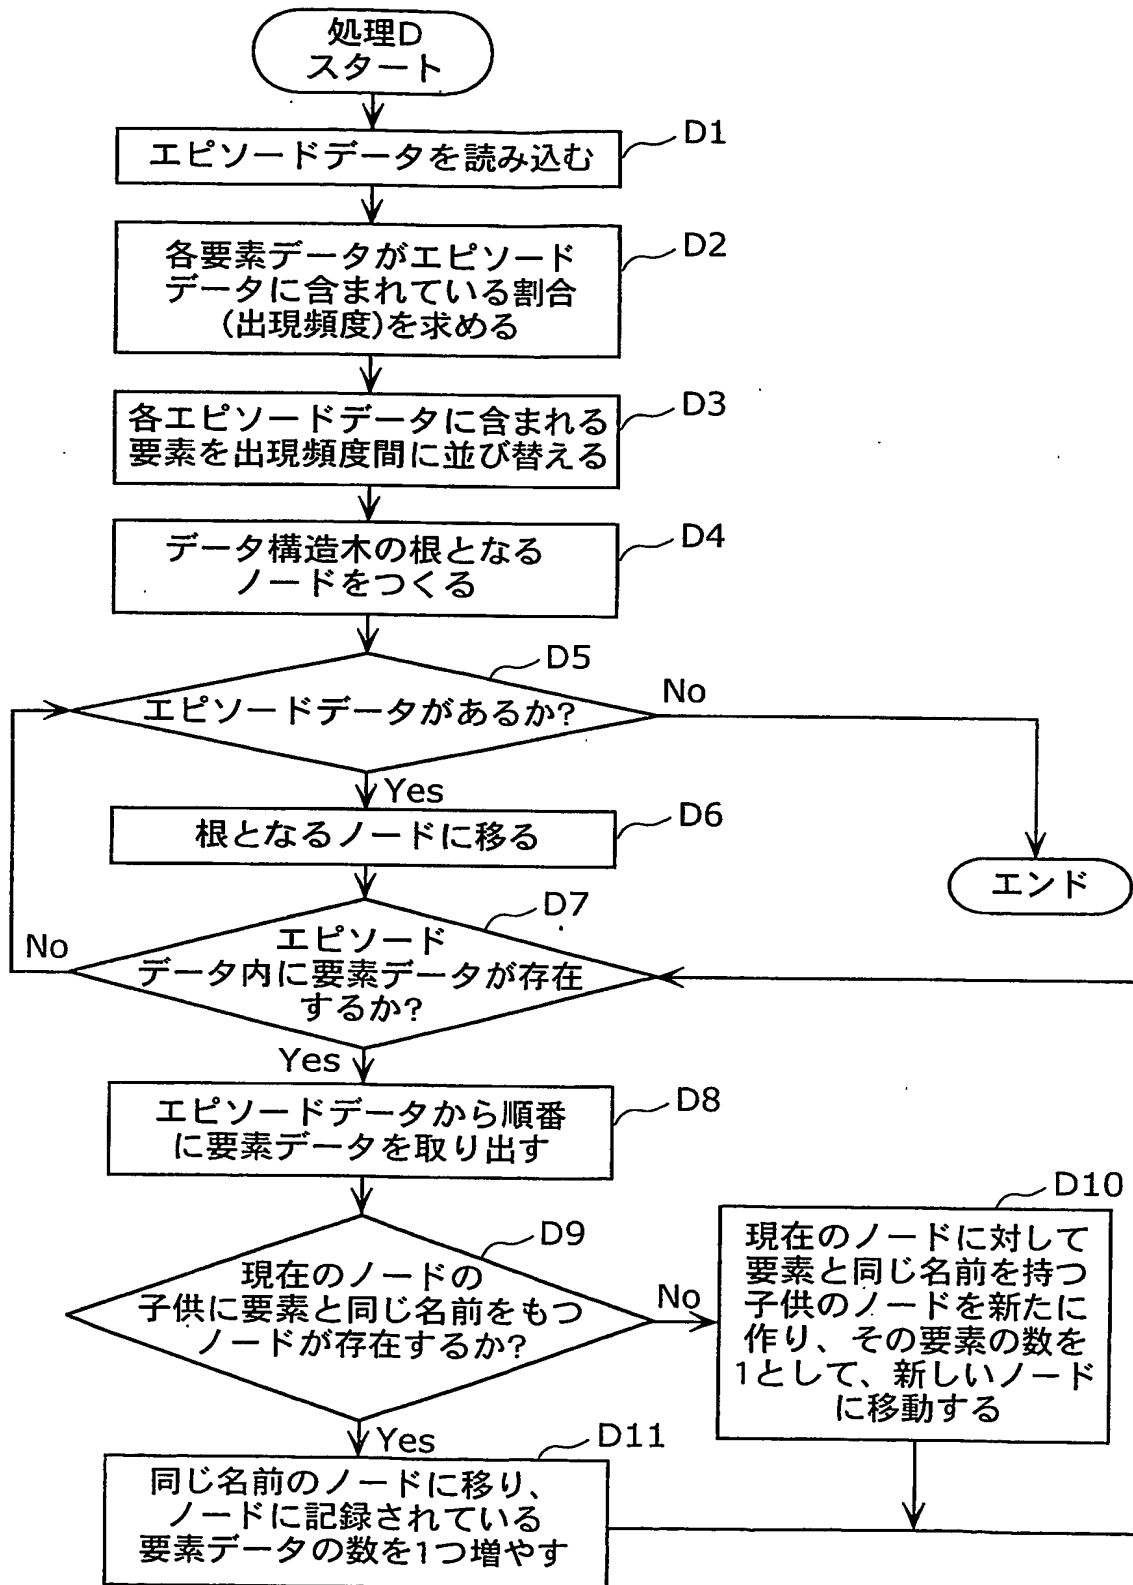 処理D
スタート
D1
エピソードデータを読み込む
D2
各要素データがエピソード
データに含まれている割合
(出現頻度)を求める
D3
各エピソードデータに含まれる
要素を出現頻度間に並び替える
D4
データ構造木の根となる
ノードをつくる
D5
エピソードデータがあるか?
No
Yes
D6
根となるノードに移る
エンド
D7
エピソード
データ内に要素データが存在
するか?
No
Yes
D8
エピソードデータから順番
に要素データを取り出す
D9
現在のノードの
子供に要素と同じ名前をもつ
ノードが存在するか?
No
D10
現在のノードに対して
要素と同じ名前を持つ
子供のノードを新たに
作り、その要素の数を
1として、新しいノード
に移動する
Yes
D11
同じ名前のノードに移り、
ノードに記録されている
要素データの数を1つ増やす